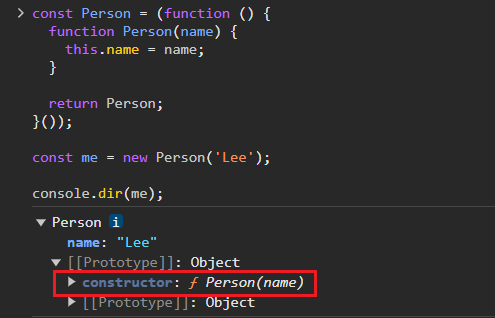 const Person = (function () {
function Person(name) {
this.name = name;
}
return Person;
}());
const me = new Person('Lee');
console.dir(me);
Person i
name: "Lee"
[[Prototype]]: Object
constructor: ƒ Person(name)
[[Prototype]]: Object